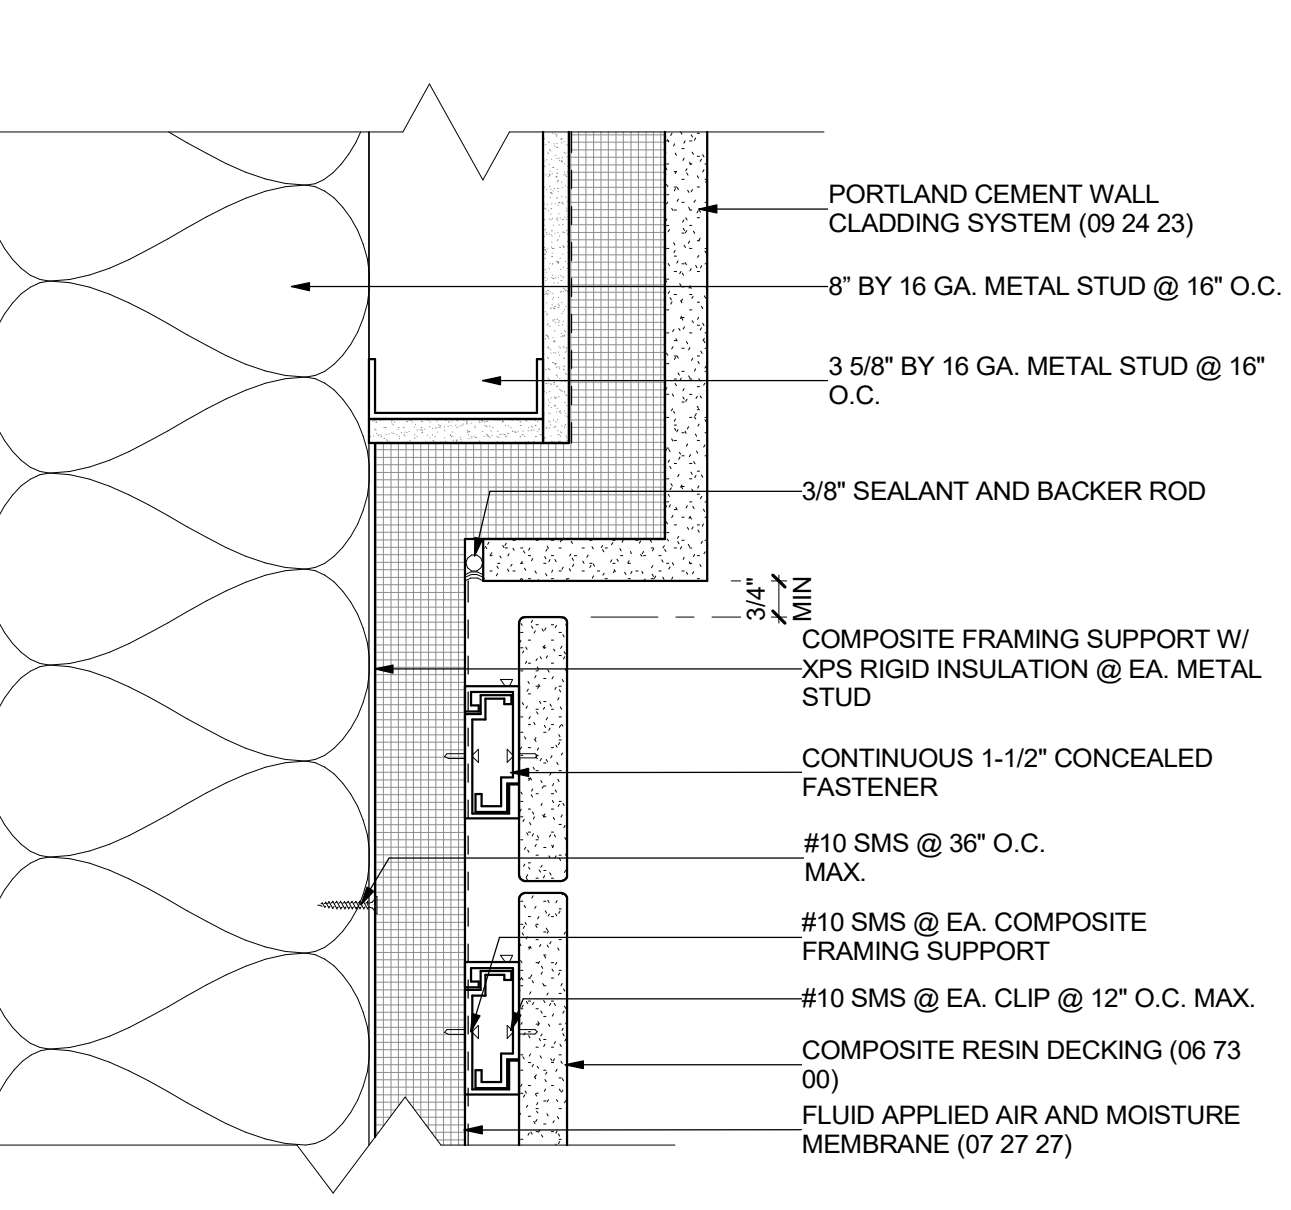 PORTLAND CEMENT WALL
CLADDING SYSTEM (09 24 23)
8” BY 16 GA. METAL STUD @ 16" O.C.
3 5/8" BY 16 GA. METAL STUD @ 16"
O.C.
3/8" SEALANT AND BACKER ROD
3/4"
MIN
COMPOSITE FRAMING SUPPORT W/
XPS RIGID INSULATION @ EA. METAL
STUD
CONTINUOUS 1-1/2" CONCEALED
FASTENER
#10 SMS @ 36" O.C.
MAX.
#10 SMS @ EA. COMPOSITE
FRAMING SUPPORT
#10 SMS @ EA. CLIP @ 12" O.C. MAX.
COMPOSITE RESIN DECKING (06 73
00)
FLUID APPLIED AIR AND MOISTURE
MEMBRANE (07 27 27)